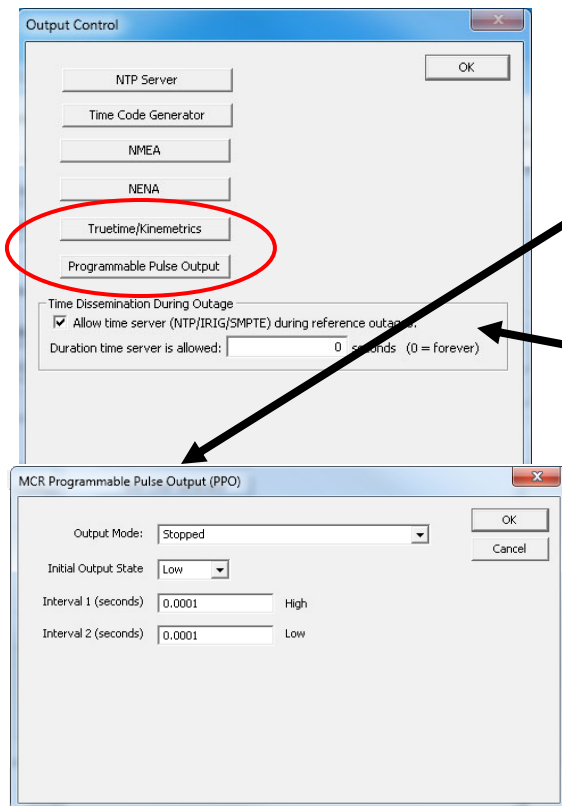 Output Control
OK
NTP Server
Time Code Generator
NMEA
NENA
Truetime/Kinemetrics
Programmable Pulse Output
Time Dissemination During Outage
Allow time server (NTP/IRIG/SMPTE) during reference outages.
Duration time server is allowed: 0 seconds (0 = forever)
MCR Programmable Pulse Output (PPO)
Output Mode: Stopped
OK
Cancel
Initial Output State Low
Interval 1 (seconds) 0.0001 High
Interval 2 (seconds) 0.0001 Low